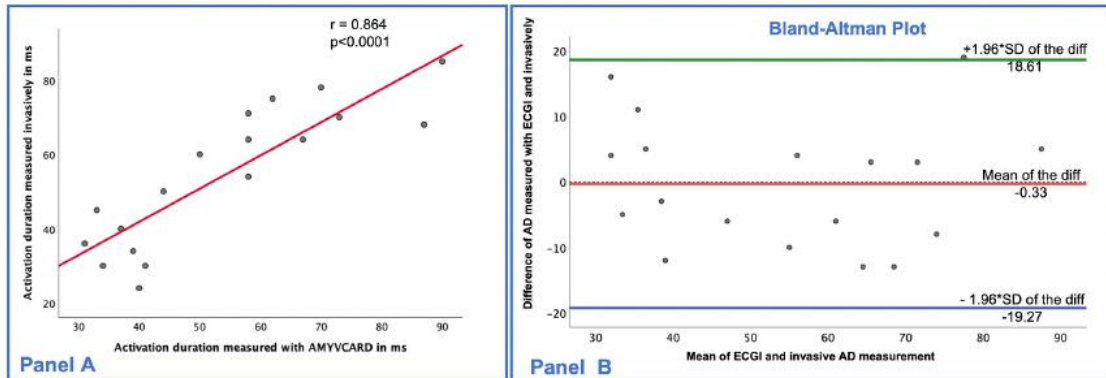 r = 0.864
p<0.0001
Activation duration measured invasively in ms
80
60
40
20
30 40 50 60 70 80 90
Activation duration measured with AMYVCARD in ms
Panel A
Bland-Altman Plot
+1.96*SD of the diff
18.61
Mean of the diff
-0.33
- 1.96*SD of the diff
-19.27
Difference of AD measured with ECGI and invasively
20
10
0
-10
-20
30 40 50 60 70 80 90
Mean of ECGI and invasive AD measurement
Panel B